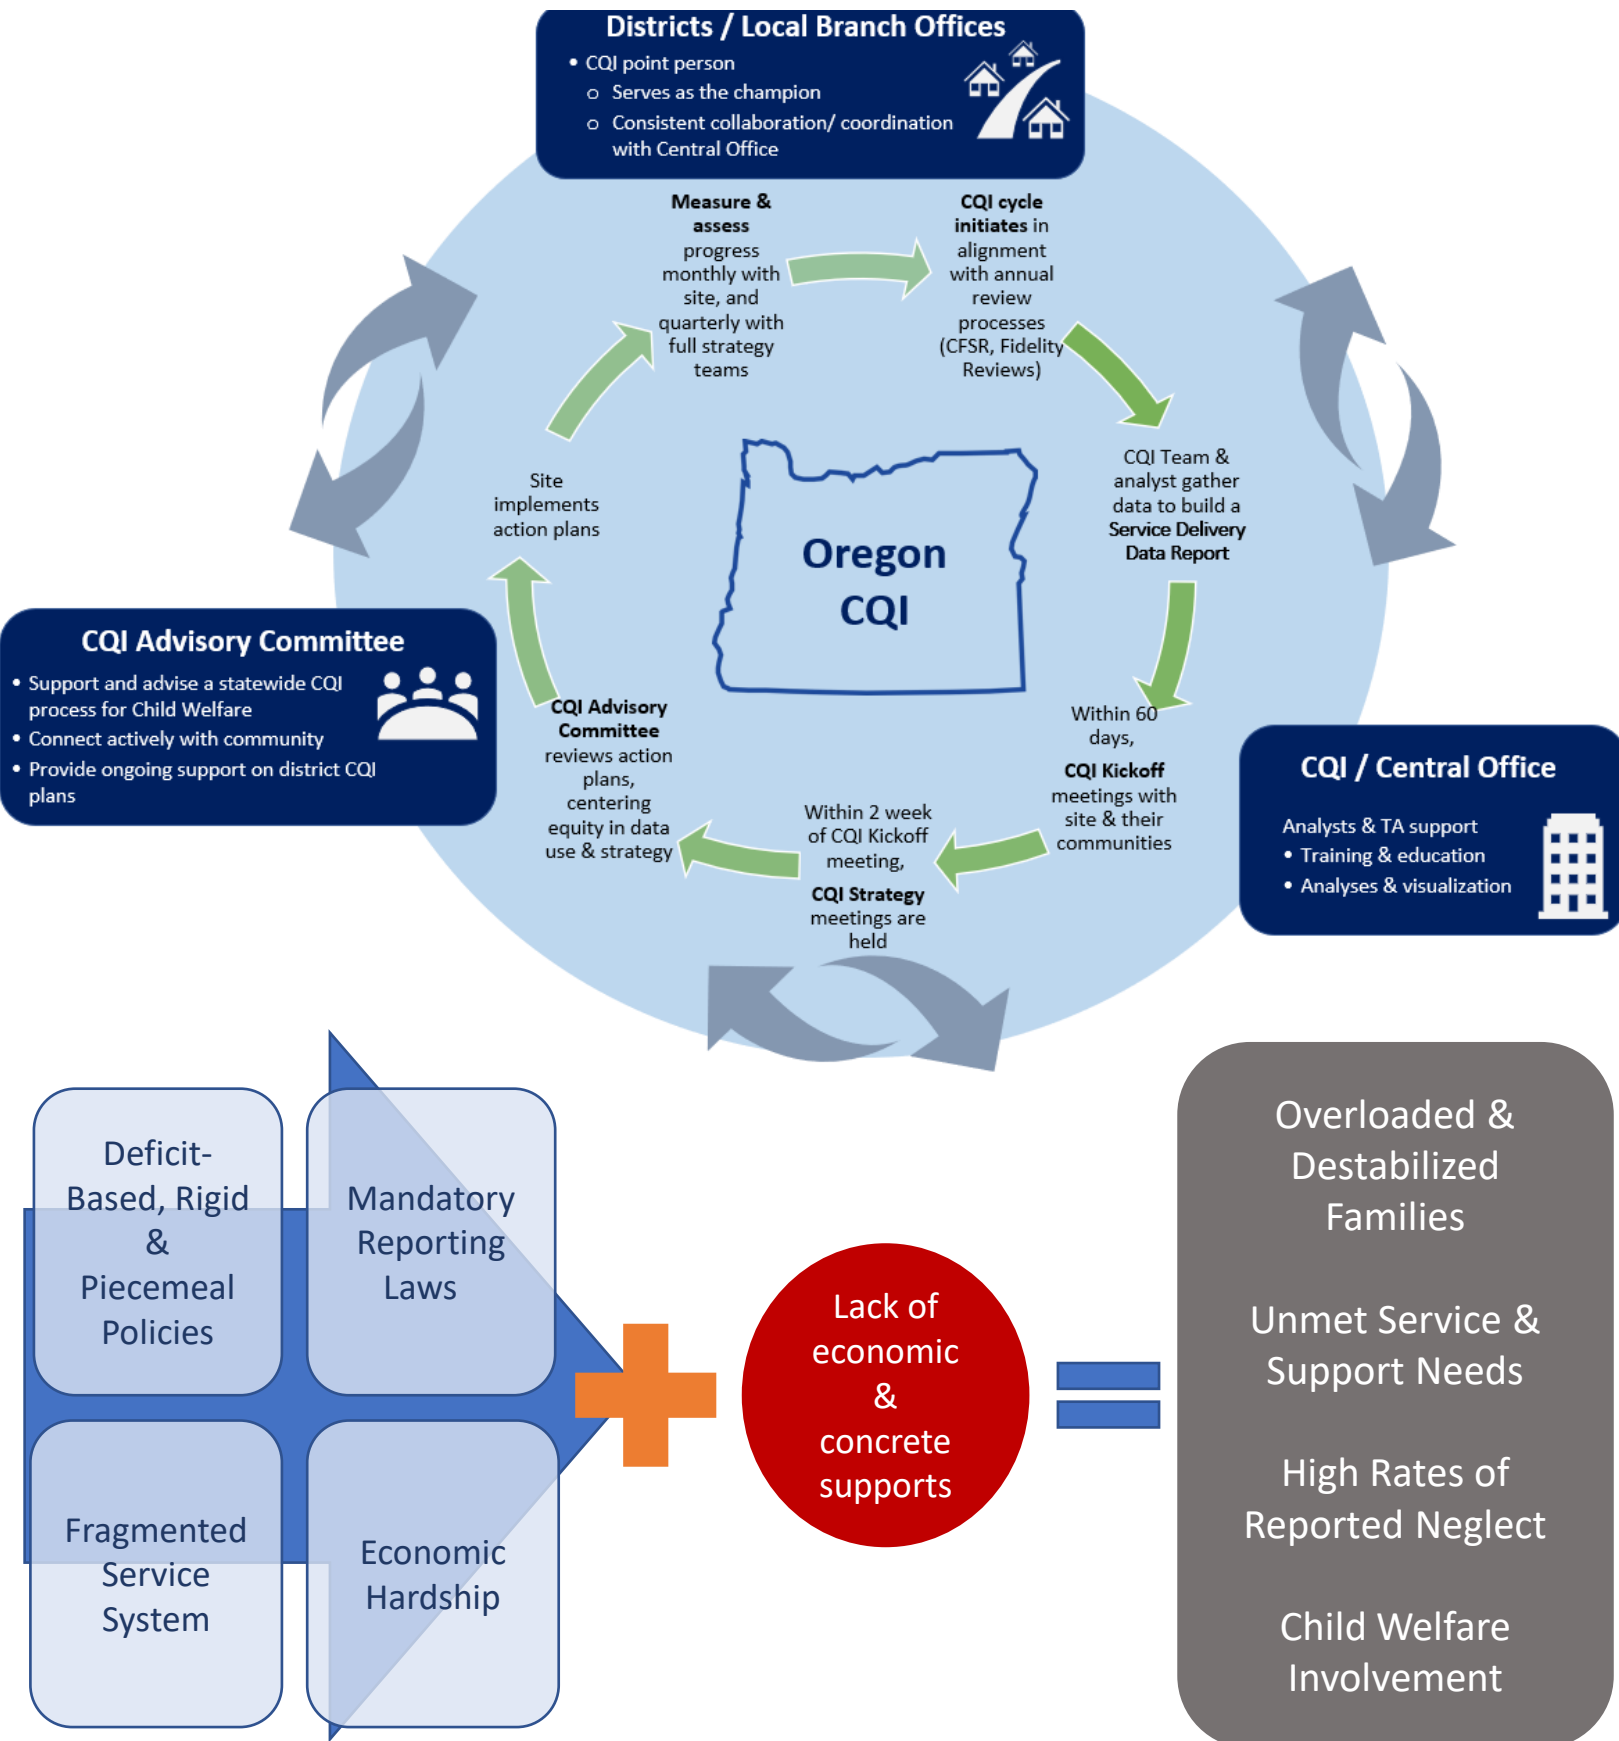 Districts / Local Branch Offices
• CQI point person
o Serves as the champion
o Consistent collaboration/ coordination
with Central Office
Measure &
assess
progress
monthly with
site, and
quarterly with
full strategy
teams
CQI cycle
initiates in
alignment
with annual
review
processes
(CFSR, Fidelity
Reviews)
CQI Team &
analyst gather
data to build a
Service Delivery
Data Report
Within 60
days,
CQI Kickoff
meetings with
site & their
communities
Within 2 week
of CQI Kickoff
meeting,
CQI Strategy
meetings are
held
CQI Advisory
Committee
reviews action
plans,
centering
equity in data
use & strategy
Site
implements
action plans
Oregon
CQI
CQI Advisory Committee
• Support and advise a statewide CQI
process for Child Welfare
• Connect actively with community
• Provide ongoing support on district CQI
plans
CQI / Central Office
Analysts & TA support
• Training & education
• Analyses & visualization
Deficit-
Based, Rigid
&
Piecemeal
Policies
Mandatory
Reporting
Laws
Fragmented
Service
System
Economic
Hardship
Lack of
economic
&
concrete
supports
Overloaded &
Destabilized
Families
Unmet Service &
Support Needs
High Rates of
Reported Neglect
Child Welfare
Involvement